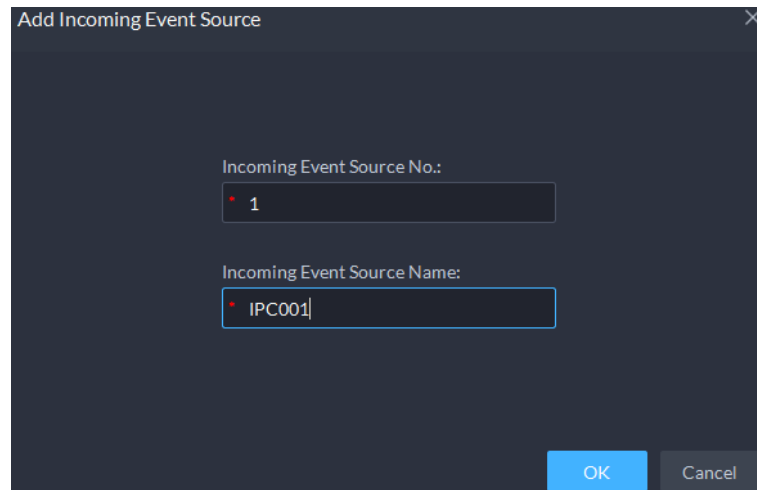 Add Incoming Event Source
Incoming Event Source No.:
* 1
Incoming Event Source Name:
* IPC001
OK Cancel